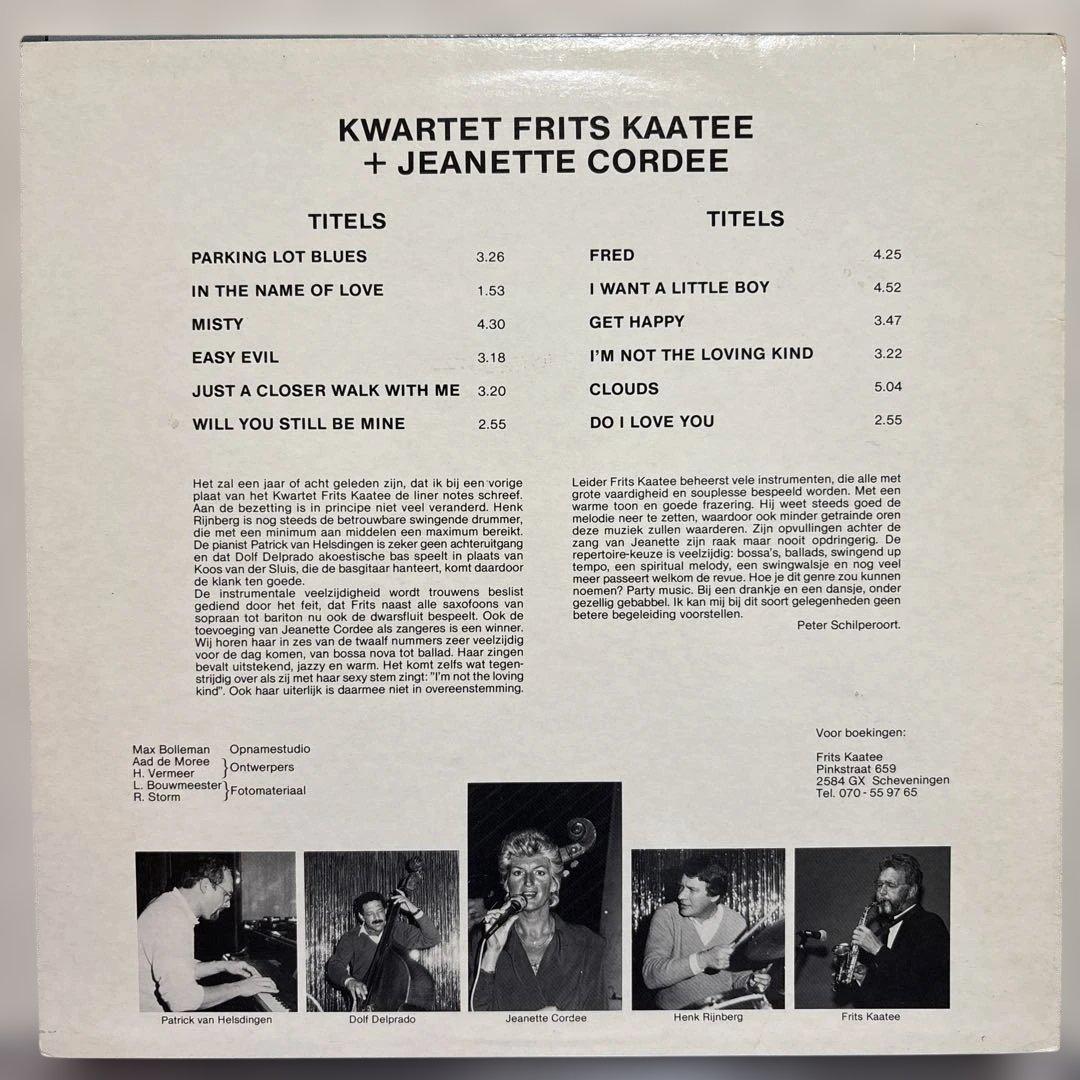 KWARTET FRITS KAATEE
+ JEANETTE CORDEE
TITELS
PARKING LOT BLUES 3.26
IN THE NAME OF LOVE 1.53
MISTY 4.30
EASY EVIL 3.18
JUST A CLOSER WALK WITH ME 3.20
WILL YOU STILL BE MINE 2.55
TITELS
FRED 4.25
I WANT A LITTLE BOY 4.52
GET HAPPY 3.47
I'M NOT THE LOVING KIND 3.22
CLOUDS 5.04
DO I LOVE YOU 2.55
Het zal een jaar of acht geleden zijn, dat ik bij een vorige
plaat van het Kwartet Frits Kaatee de liner notes schreef.
Aan de bezetting is in principe niet veel veranderd. Henk
Rijnberg is nog steeds de betrouwbare swingende drummer,
die met een minimum aan middelen een maximum bereikt.
De pianist Patrick van Helsdingen is zeker geen achteruitgang
en dat Dolf Delprado akoestische bas speelt in plaats van
Koos van der Sluis, die de basgitaar hanteert, komt daardoor
de klank ten goede.
De instrumentale veelzijdigheid wordt trouwens beslist
gediend door het feit, dat Frits naast alle saxofoons van
sopraan tot bariton nu ook de dwarsfluit bespeelt. Ook de
toevoeging van Jeanette Cordee als zangeres is een winner.
Wij horen haar in zes van de twaalf nummers zeer veelzijdig
voor de dag komen, van bossa nova tot ballad. Haar zingen
bevalt uitstekend, jazzy en warm. Het komt zelfs wat tegen-
strijdig over als zij met haar sexy stem zingt: "I'm not the loving
kind". Ook haar uiterlijk is daarmee niet in overeenstemming.
Leider Frits Kaatee beheerst vele instrumenten, die alle met
grote vaardigheid en souplesse bespeeld worden. Met een
warme toon en goede frazering. Hij weet steeds goed de
melodie neer te zetten, waardoor ook minder getrainde oren
deze muziek zullen waarderen. Zijn opvullingen achter de
zang van Jeanette zijn raak maar nooit opdringerig. De
repertoire-keuze is veelzijdig: bossa's, ballads, swingend up
tempo, een spiritual melody, een swingwalsje en nog veel
meer passeert welkom de revue. Hoe je dit genre zou kunnen
noemen? Party music. Bij een drankje en een dansje, onder
gezellig gebabbel. Ik kan mij bij dit soort gelegenheden geen
betere begeleiding voorstellen.
Peter Schilperoort.
Max Bolleman Opnamestudio
Aad de Moree
H. Vermeer } Ontwerpers
L. Bouwmeester
R. Storm } Fotomateriaal
Voor boekingen:
Frits Kaatee
Pinkstraat 659
2584 GX Scheveningen
Tel. 070 - 55 97 65
Patrick van Helsdingen
Dolf Delprado
Jeanette Cordee
Henk Rijnberg
Frits Kaatee